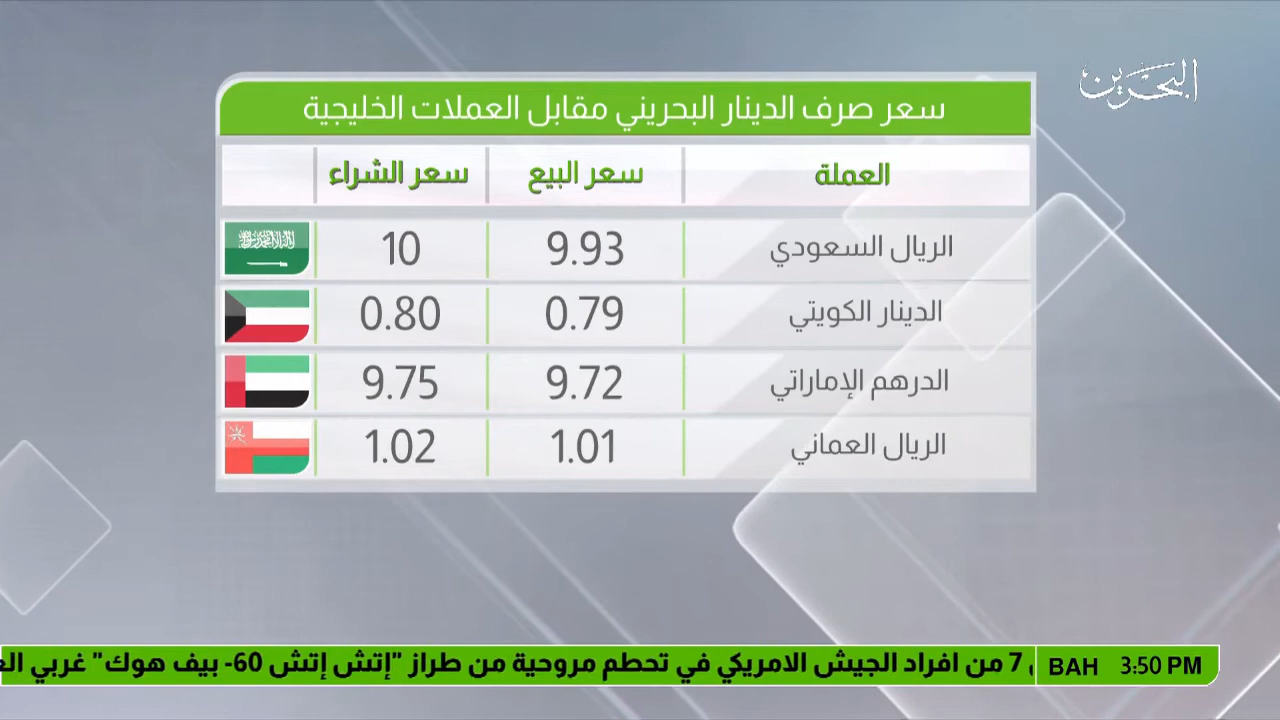 البحرين
سعر صرف الدينار البحريني مقابل العملات الخليجية
العملة سعر البيع سعر الشراء
الريال السعودي 9.93 10
الدينار الكويتي 0.79 0.80
الدرهم الإماراتي 9.72 9.75
الريال العماني 1.01 1.02
BAH 3:50 PM
7 من افراد الجيش الامريكي في تحطم مروحية من طراز "إتش إتش 60- بيف هوك" غربي